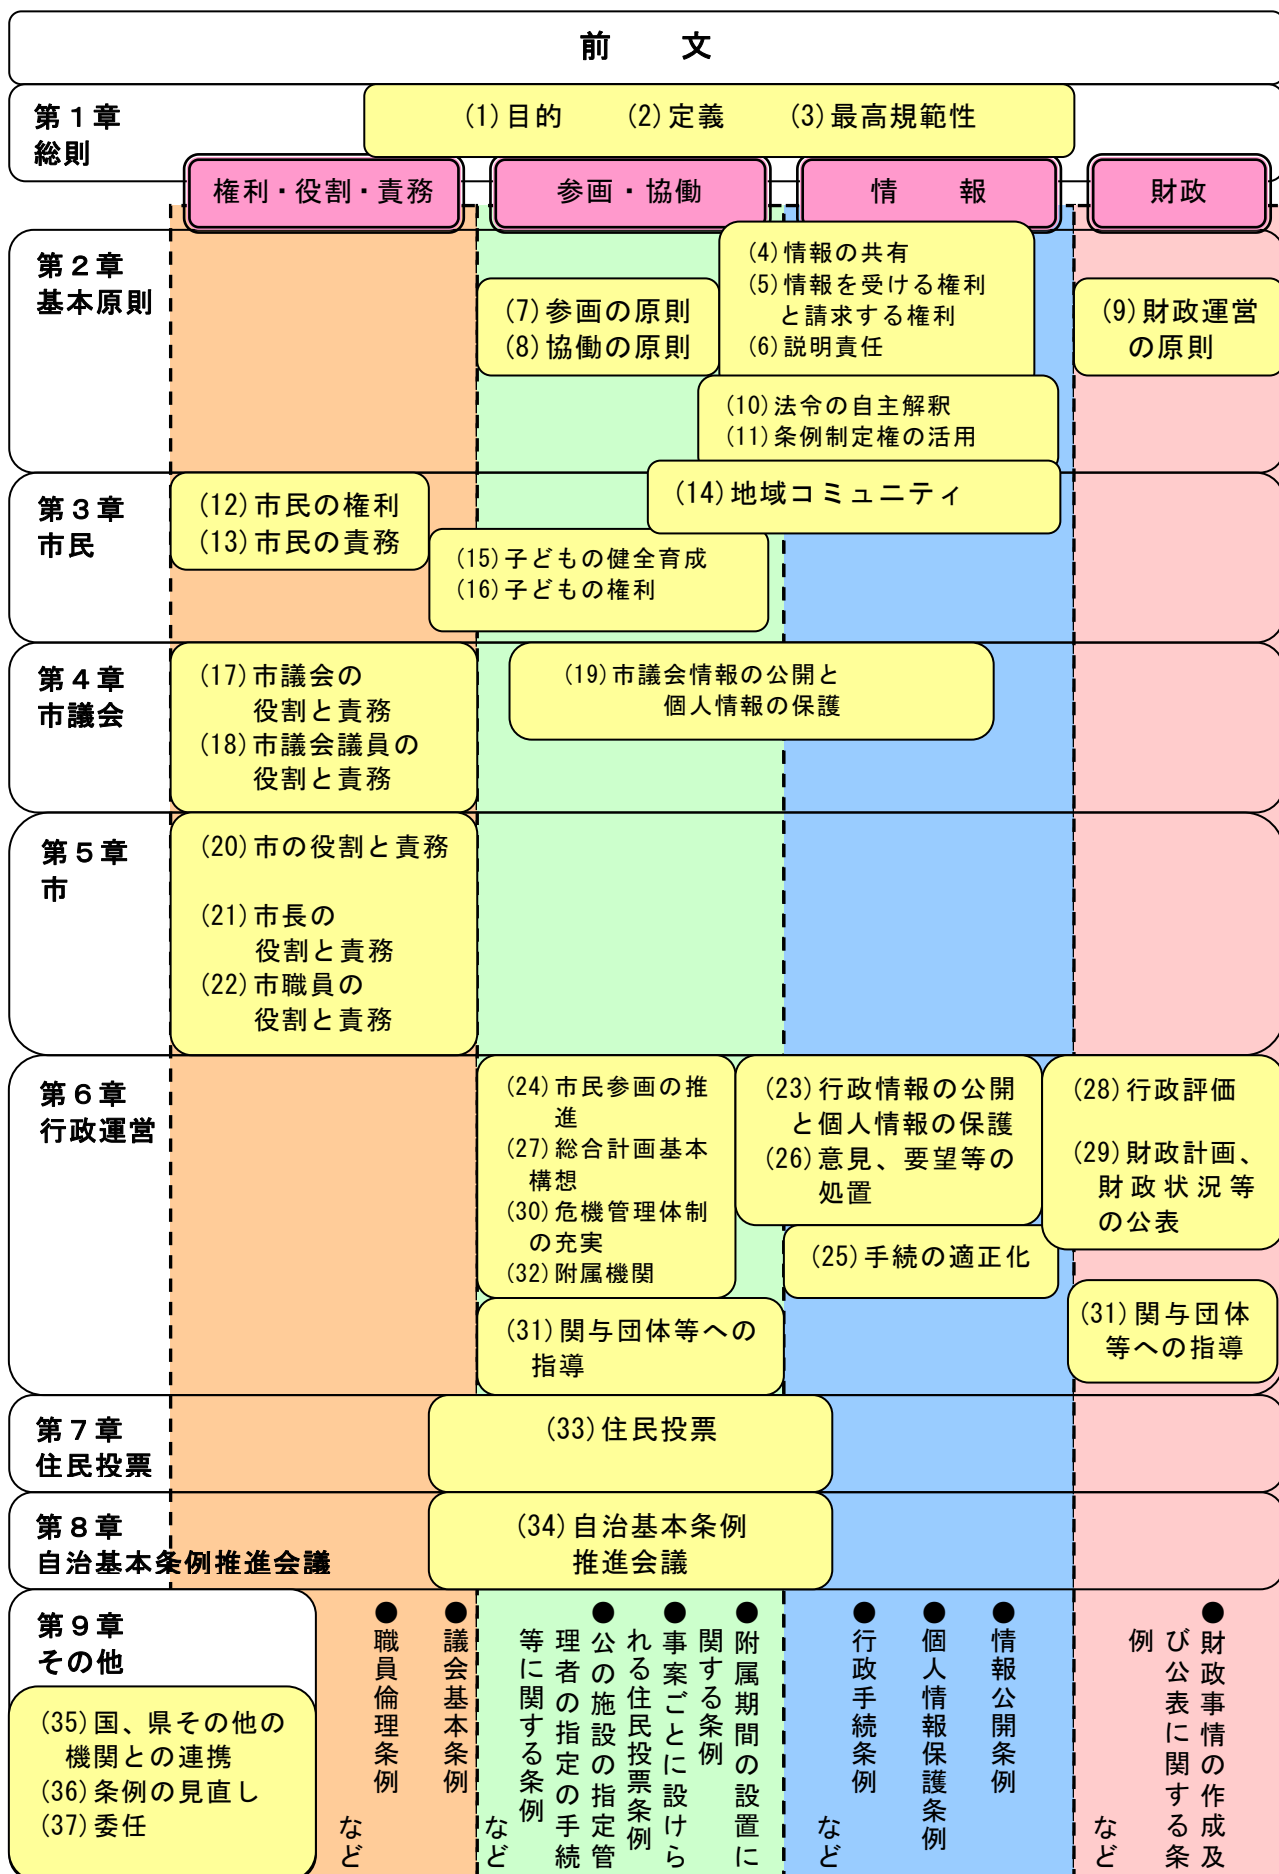 前　文
第１章
総則
(1)目的　(2)定義　(3)最高規範性
権利・役割・責務
参画・協働
情　報
財政
第２章
基本原則
(7)参画の原則
(8)協働の原則
(4)情報の共有
(5)情報を受ける権利
と請求する権利
(6)説明責任
(9)財政運営
の原則
(10)法令の自主解釈
(11)条例制定権の活用
第３章
市民
(12)市民の権利
(13)市民の責務
(14)地域コミュニティ
(15)子どもの健全育成
(16)子どもの権利
第４章
市議会
(17)市議会の
役割と責務
(18)市議会議員の
役割と責務
(19)市議会情報の公開と
個人情報の保護
第５章
市
(20)市の役割と責務
(21)市長の
役割と責務
(22)市職員の
役割と責務
第６章
行政運営
(24)市民参画の推
進
(27)総合計画基本
構想
(30)危機管理体制
の充実
(32)附属機関
(23)行政情報の公開
と個人情報の保護
(26)意見、要望等の
処置
(28)行政評価
(29)財政計画、
財政状況等
の公表
(25)手続の適正化
(31)関与団体等への
指導
(31)関与団体
等への指導
第７章
住民投票
(33)住民投票
第８章
自治基本条例推進会議
(34)自治基本条例
推進会議
第９章
その他
(35)国、県その他の
機関との連携
(36)条例の見直し
(37)委任
●議会基本条例
●職員倫理条例
など
●附属期間の設置に
関する条例
●事案ごとに設けら
れる住民投票条例
●公の施設の指定管
理者の指定の手続
等に関する条例
など
●情報公開条例
●個人情報保護条例
●行政手続条例
など
●財政事情の作成及
び公表に関する条
例
など